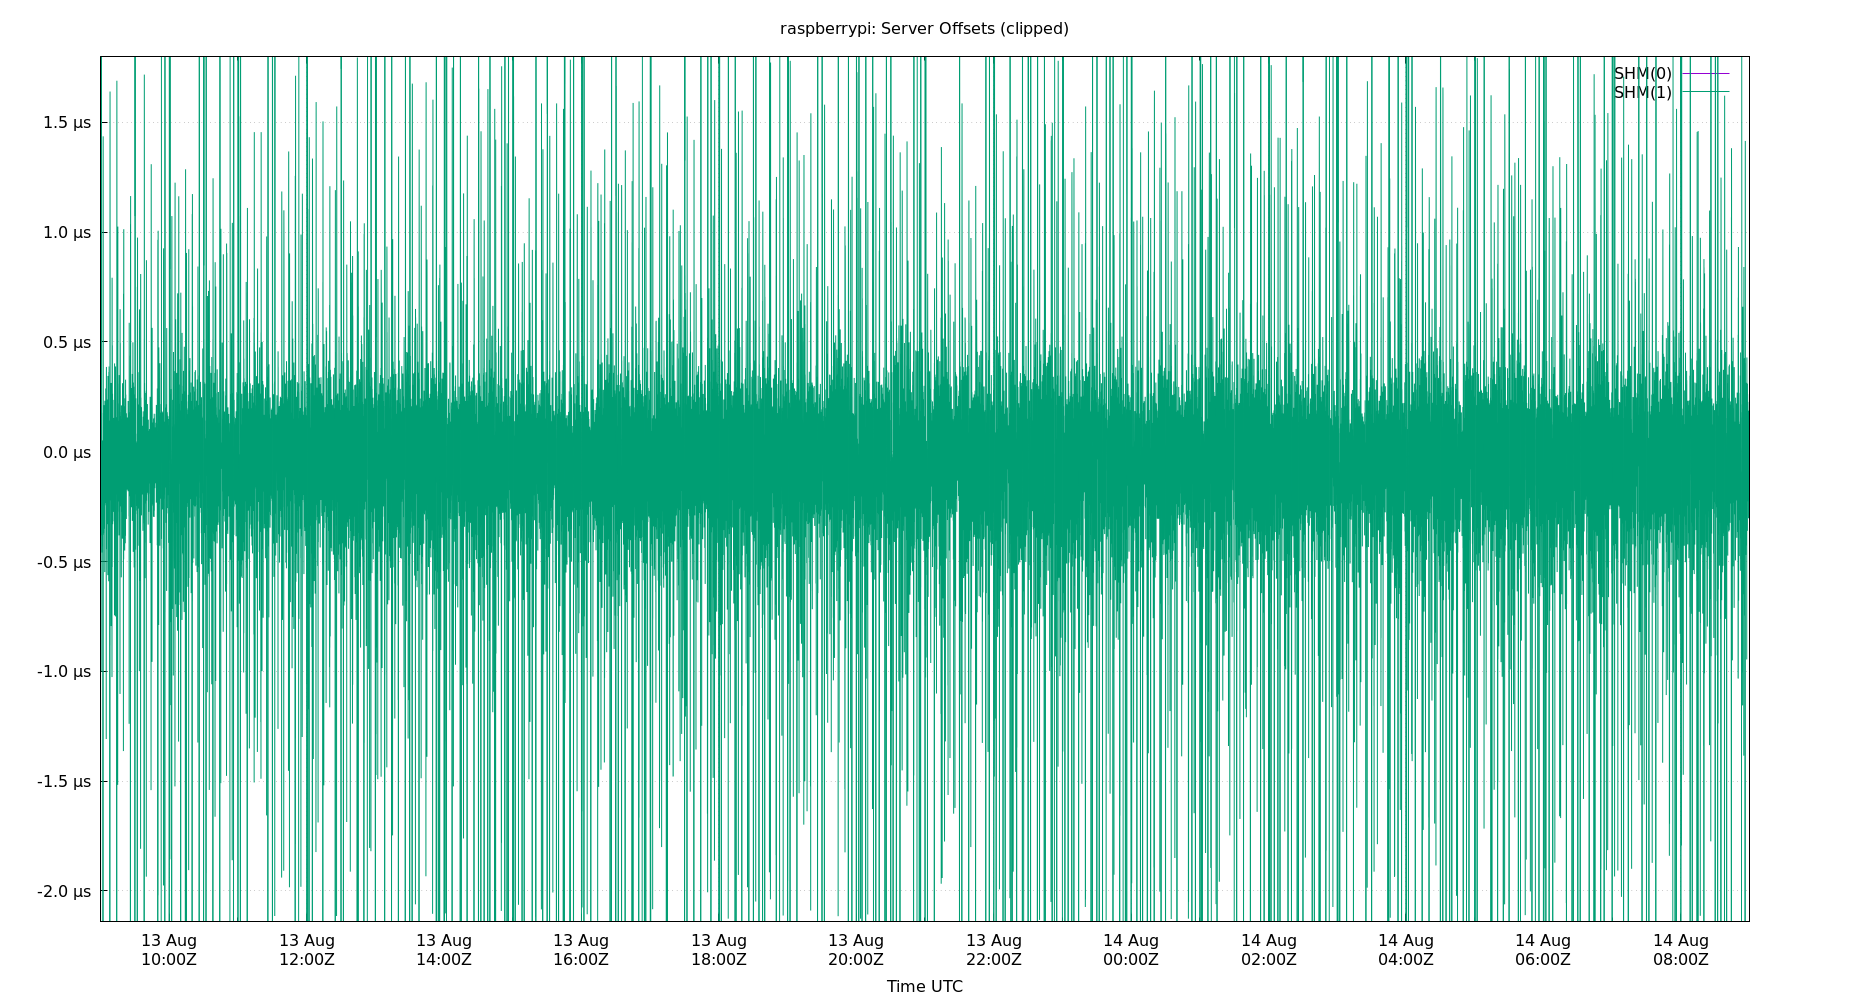 raspberrypi: Server Offsets (clipped)
SHM(0)
SHM(1)
1.5 µs
1.0 µs
0.5 µs
0.0 µs
-0.5 µs
-1.0 µs
-1.5 µs
-2.0 µs
13 Aug 13 Aug 13 Aug 13 Aug 13 Aug 13 Aug 13 Aug 14 Aug 14 Aug 14 Aug 14 Aug 14 Aug
10:00Z 12:00Z 14:00Z 16:00Z 18:00Z 20:00Z 22:00Z 00:00Z 02:00Z 04:00Z 06:00Z 08:00Z
Time UTC